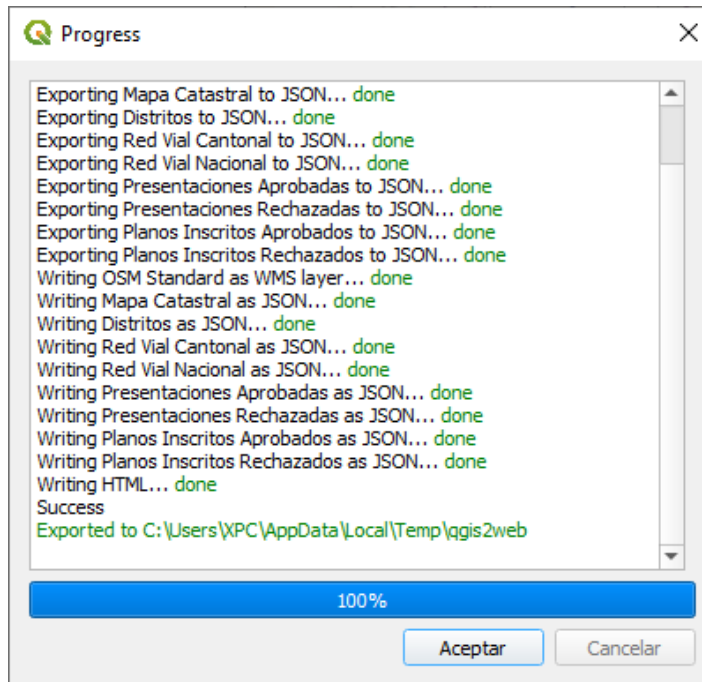 Progress
Exporting Mapa Catastral to JSON... done
Exporting Distritos to JSON... done
Exporting Red Vial Cantonal to JSON... done
Exporting Red Vial Nacional to JSON... done
Exporting Presentaciones Aprobadas to JSON... done
Exporting Presentaciones Rechazadas to JSON... done
Exporting Planos Inscritos Aprobados to JSON... done
Exporting Planos Inscritos Rechazados to JSON... done
Writing OSM Standard as WMS layer... done
Writing Mapa Catastral as JSON... done
Writing Distritos as JSON... done
Writing Red Vial Cantonal as JSON... done
Writing Red Vial Nacional as JSON... done
Writing Presentaciones Aprobadas as JSON... done
Writing Presentaciones Rechazadas as JSON... done
Writing Planos Inscritos Aprobados as JSON... done
Writing Planos Inscritos Rechazados as JSON... done
Writing HTML... done
Success
Exported to C:\Users\XPC\AppData\Local\Temp\qgis2web
100%
Aceptar Cancelar